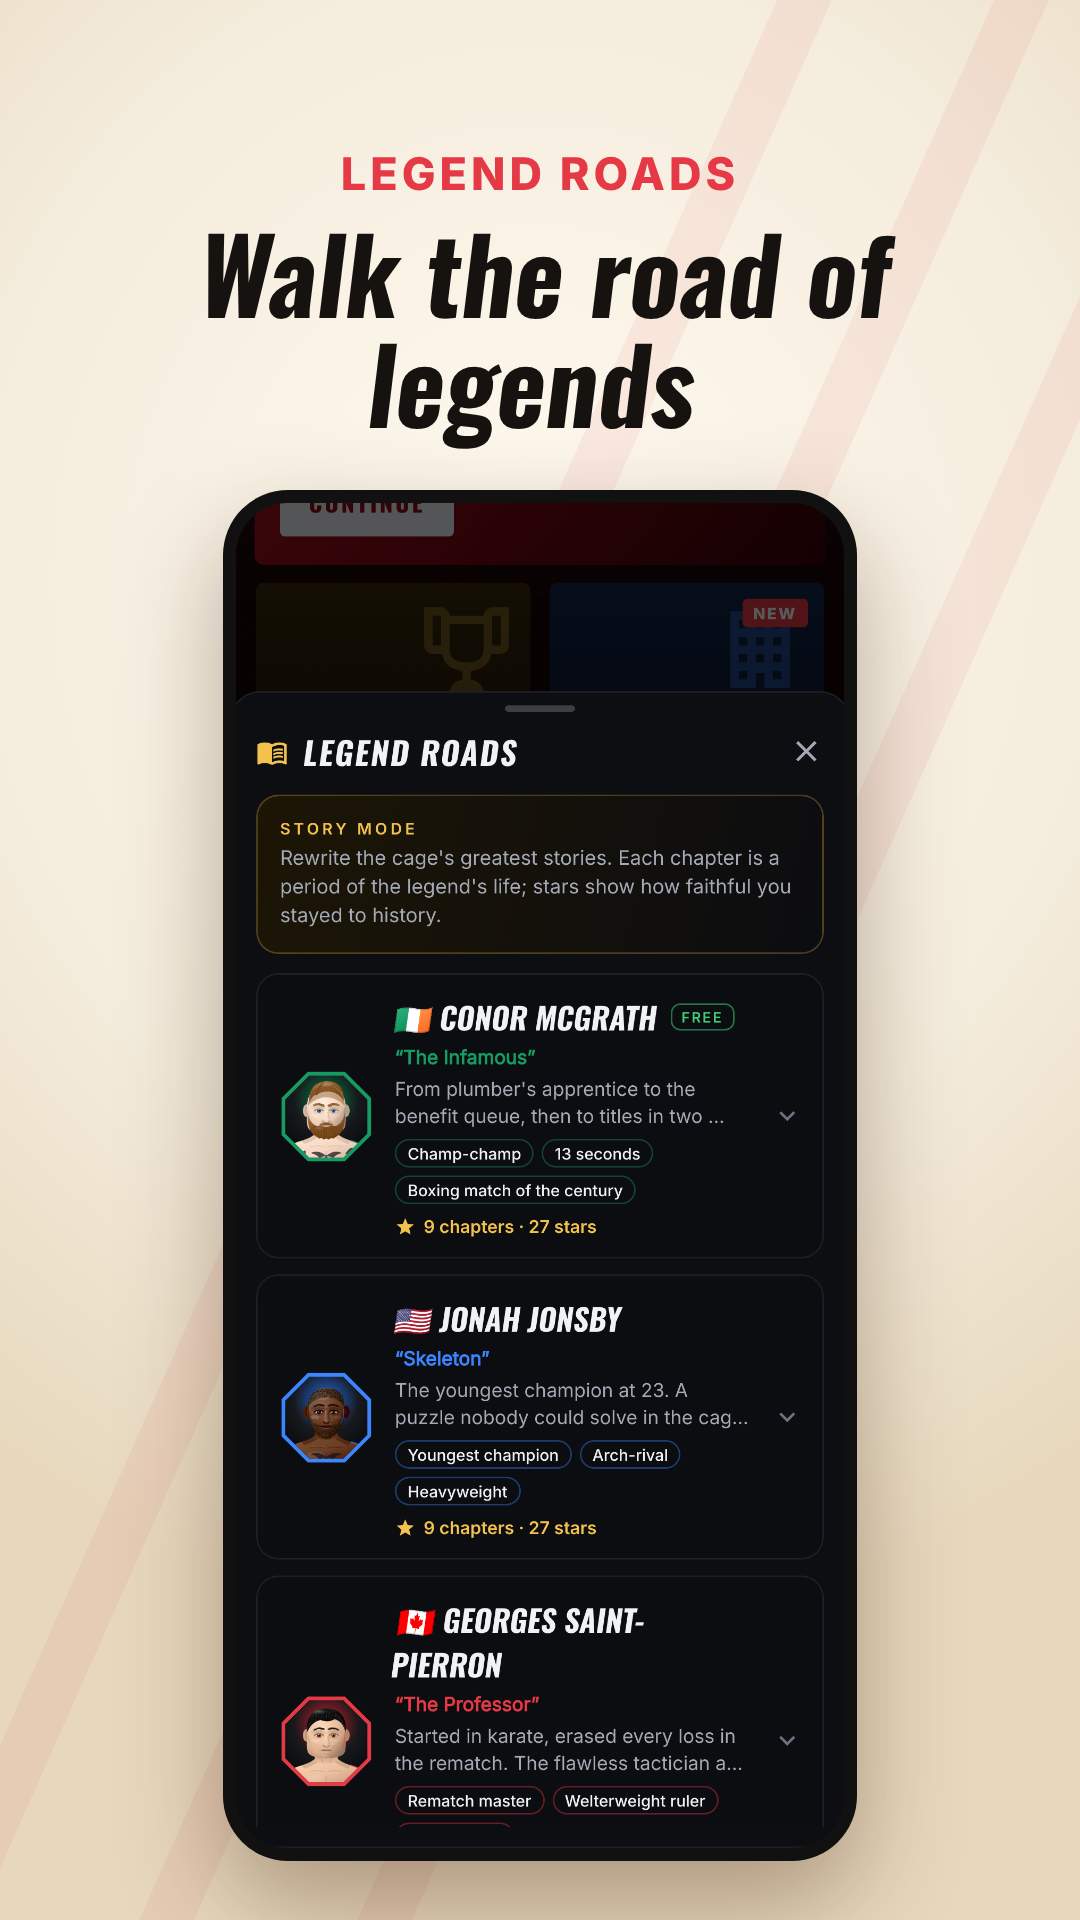 LEGEND ROADS
Walk the road of
legends
CONTINUE
NEW
LEGEND ROADS
STORY MODE
Rewrite the cage's greatest stories. Each chapter is a
period of the legend's life; stars show how faithful you
stayed to history.
CONOR MCGRATH FREE
“The Infamous”
From plumber's apprentice to the
benefit queue, then to titles in two ...
Champ-champ 13 seconds
Boxing match of the century
9 chapters · 27 stars
JONAH JONSBY
“Skeleton”
The youngest champion at 23. A
puzzle nobody could solve in the cag...
Youngest champion Arch-rival
Heavyweight
9 chapters · 27 stars
GEORGES SAINT-
PIERRON
“The Professor”
Started in karate, erased every loss in
the rematch. The flawless tactician a...
Rematch master Welterweight ruler